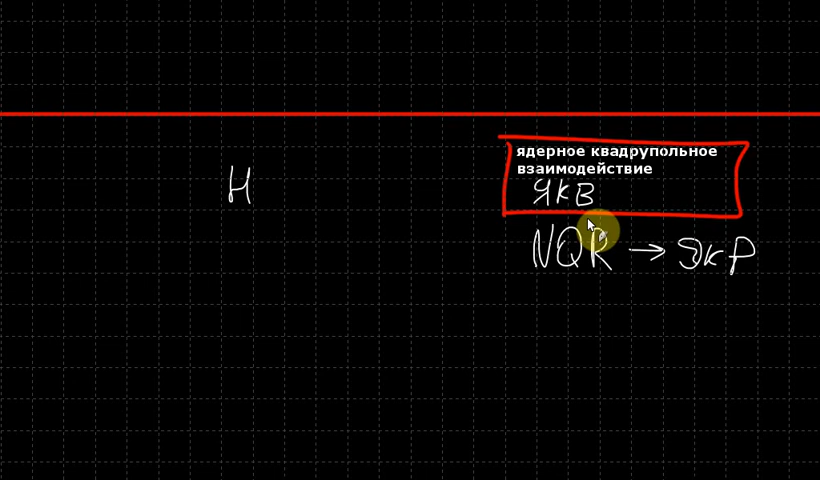 H
ядерное квадрупольное
взаимодействие
ЯКВ
NQR → ЯКР